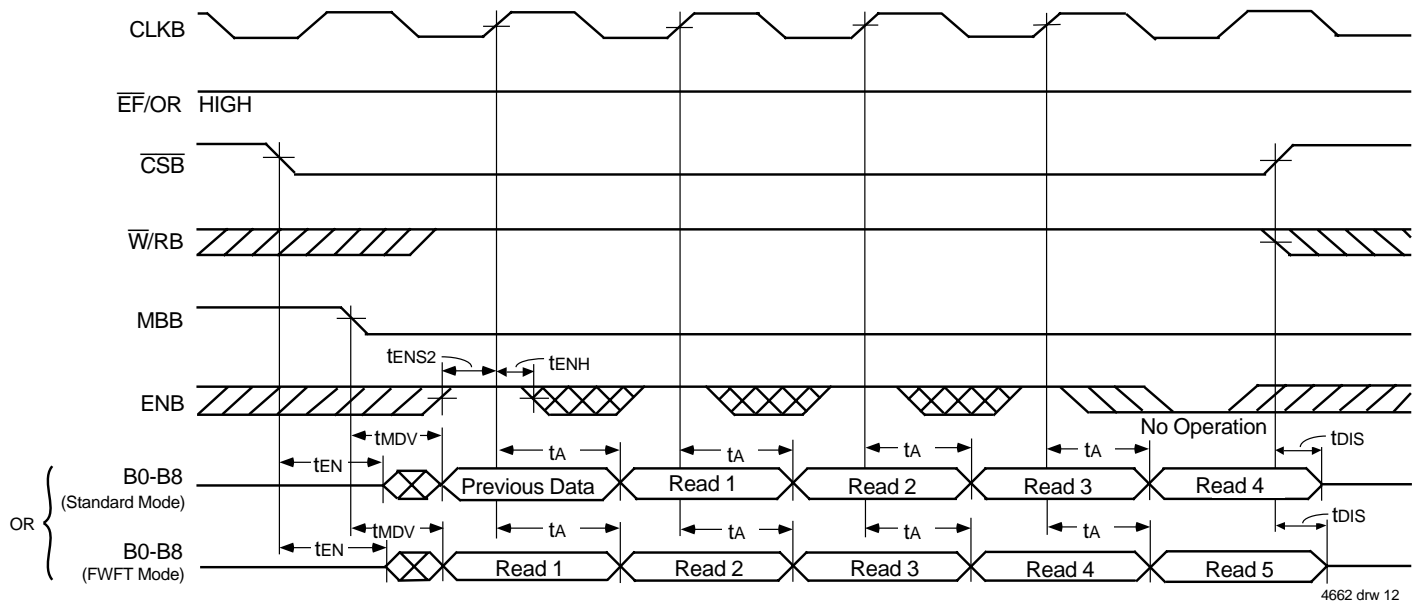 CLKB
EF/OR HIGH
CSB
W/RB
MBB
tENS2 tENH
ENB
No Operation
tMDV tEN tA tA tA tA tDIS
B0-B8 Previous Data Read 1 Read 2 Read 3 Read 4
(Standard Mode)
OR
tMDV tEN tA tA tA tA tDIS
B0-B8 Read 1 Read 2 Read 3 Read 4 Read 5
(FWFT Mode)
4662 drw 12